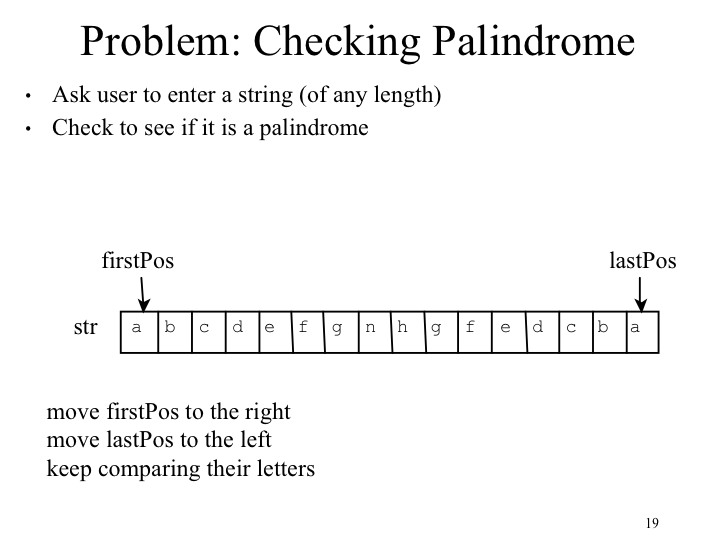 Problem: Checking Palindrome
• Ask user to enter a string (of any length)
• Check to see if it is a palindrome
firstPos lastPos
str a b c d e f g n h g f e d c b a
move firstPos to the right
move lastPos to the left
keep comparing their letters
19